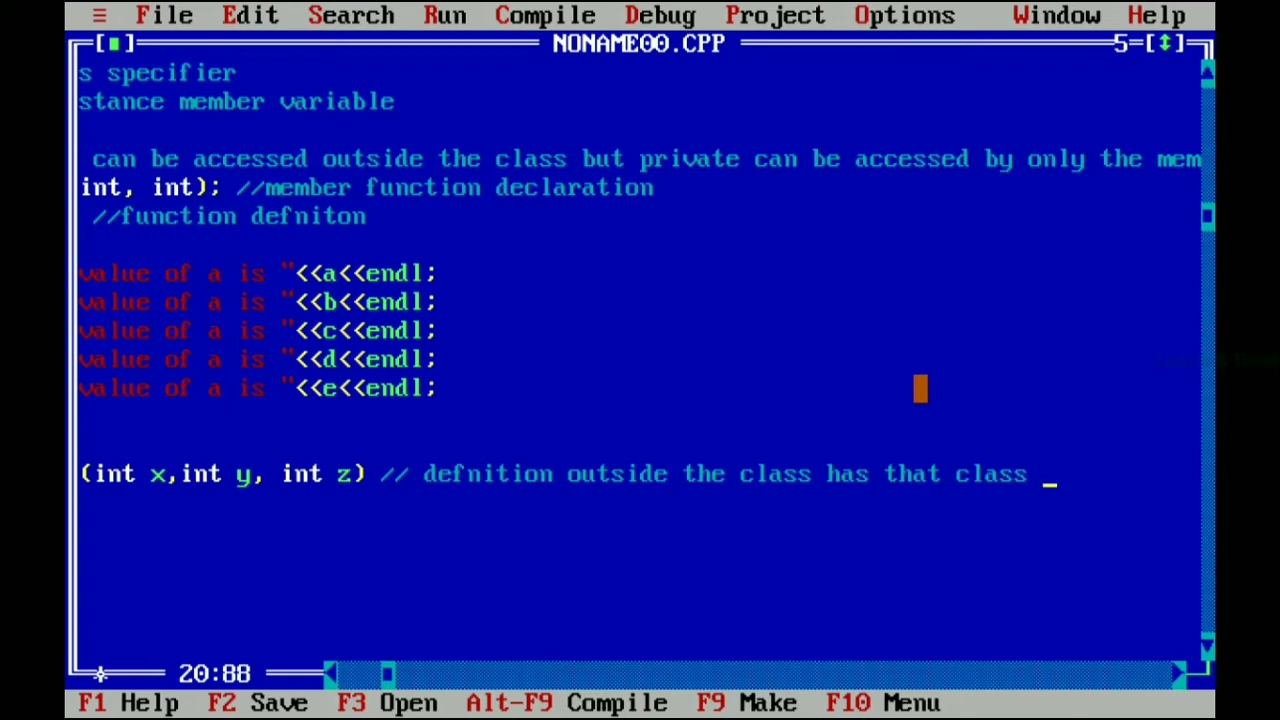 ≡ File Edit Search Run Compile Debug Project Options Window Help
[■] NONAME00.CPP 5=[↕]
s specifier
stance member variable
can be accessed outside the class but private can be accessed by only the mem
int, int); //member function declaration
//function defniton
value of a is "<<a<<endl;
value of a is "<<b<<endl;
value of a is "<<c<<endl;
value of a is "<<d<<endl;
value of a is "<<e<<endl;
(int x,int y, int z) // defnition outside the class has that class _
20:88
F1 Help F2 Save F3 Open Alt-F9 Compile F9 Make F10 Menu